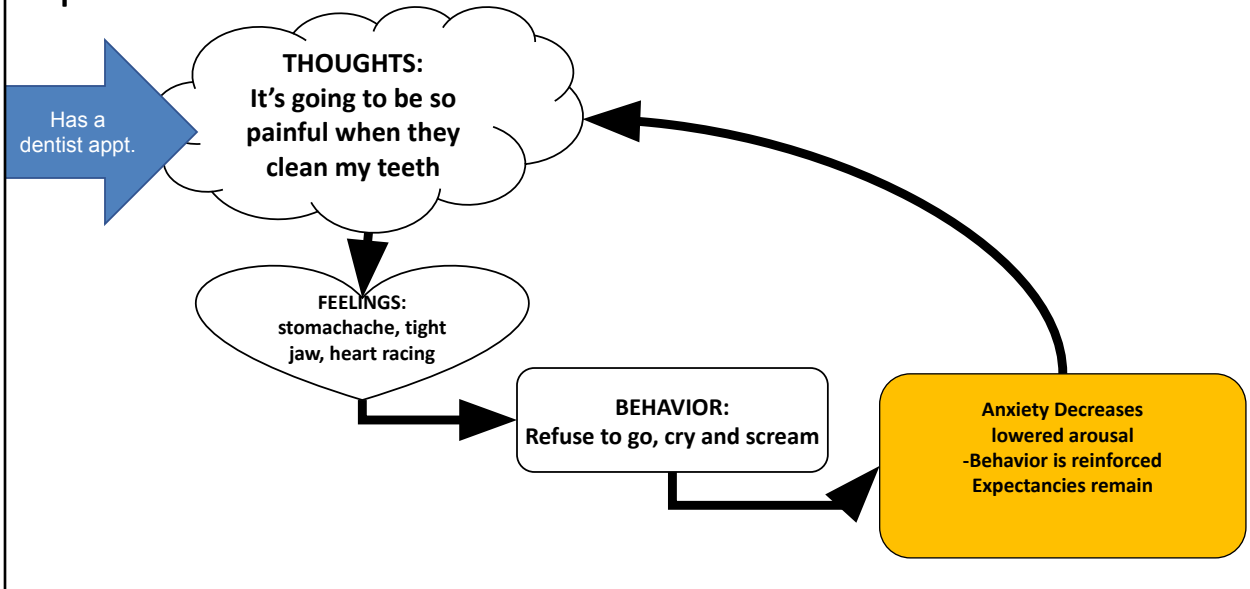 Has a
dentist appt.
THOUGHTS:
It's going to be so
painful when they
clean my teeth
FEELINGS:
stomachache, tight
jaw, heart racing
BEHAVIOR:
Refuse to go, cry and scream
Anxiety Decreases
lowered arousal
-Behavior is reinforced
Expectancies remain